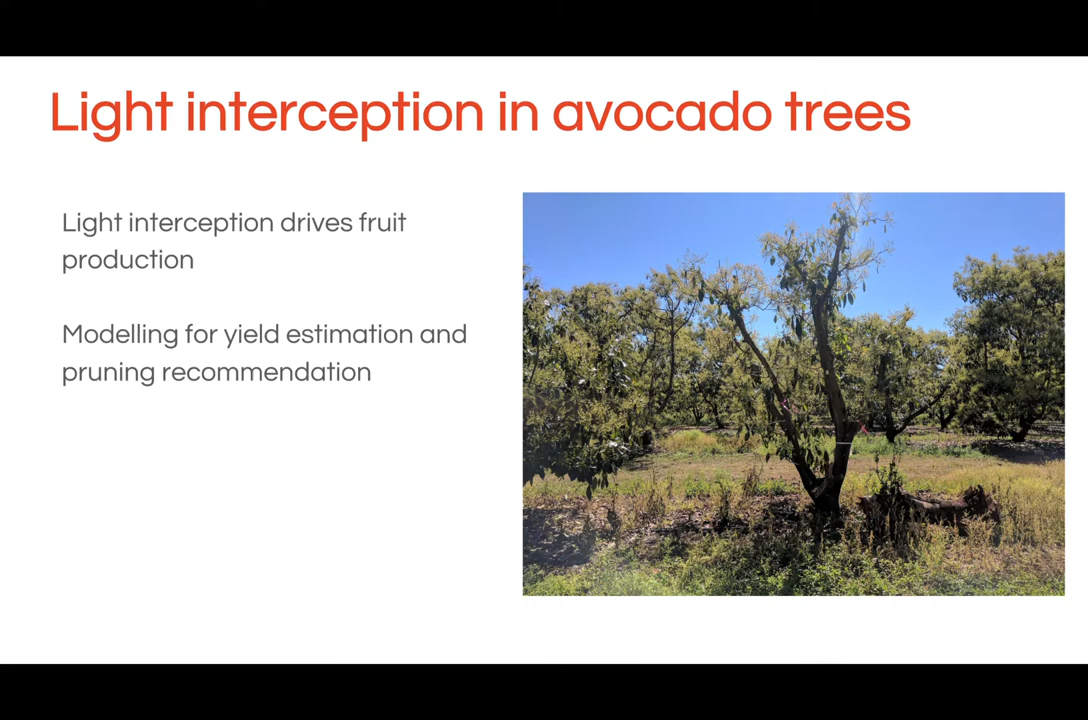 Light interception in avocado trees
Light interception drives fruit
production
Modelling for yield estimation and
pruning recommendation